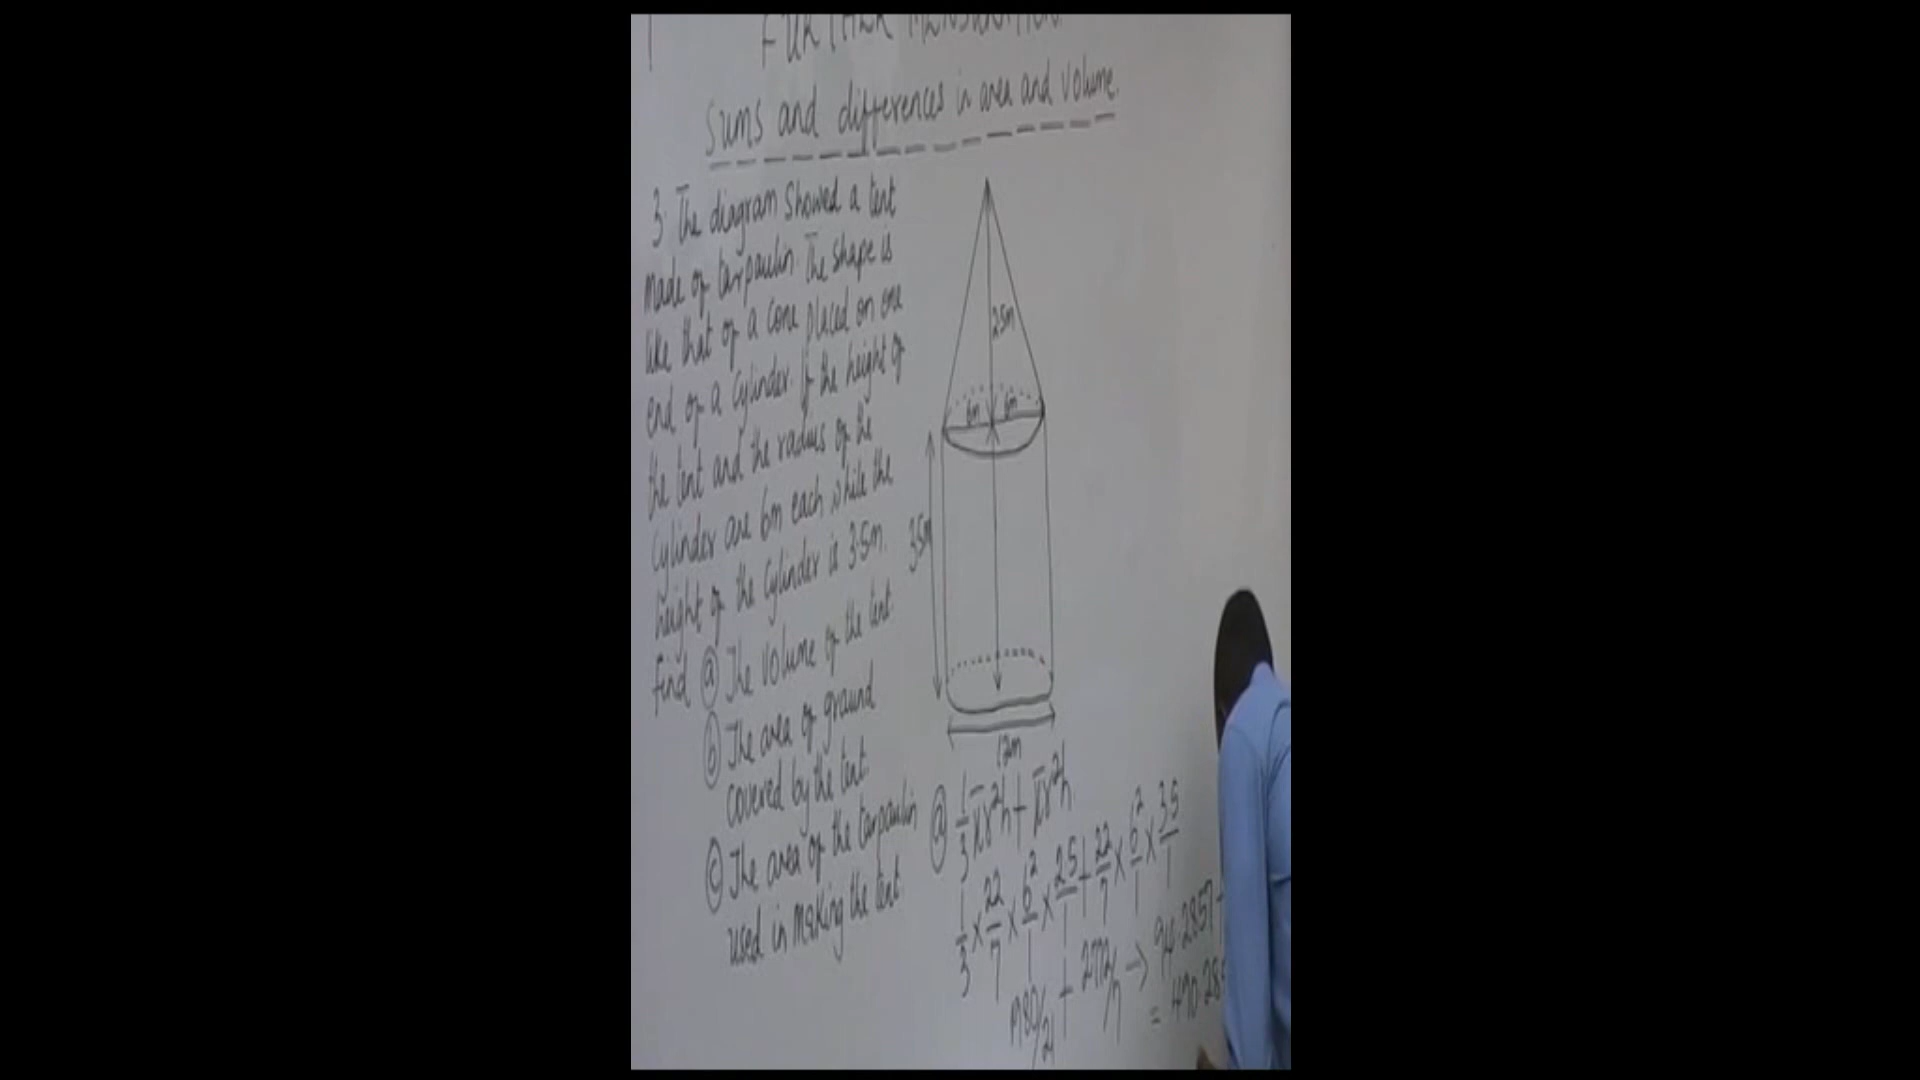 FURTHER MENSURATION.
Sums and differences in area and volume.
3. The diagram showed a tent
made of tarpaulin. The shape is
like that of a cone placed on one
end of a cylinder. If the height of
the tent and the radius of the
cylinder are 6m each while the
height of the cylinder is 3.5m.
Find (a) The volume of the tent
(b) The area of ground
covered by the tent.
(c) The area of the tarpaulin
used in making the tent
2.5m
6m 6m
3.5m
12m
(a) 1/3 πr²h + πr²h
1/3 × 22/7 × 6²/1 × 2.5/1 + 22/7 × 6²/1 × 3.5/1
1980/21 + 2772/7 → 94.2857 +
= 490.28